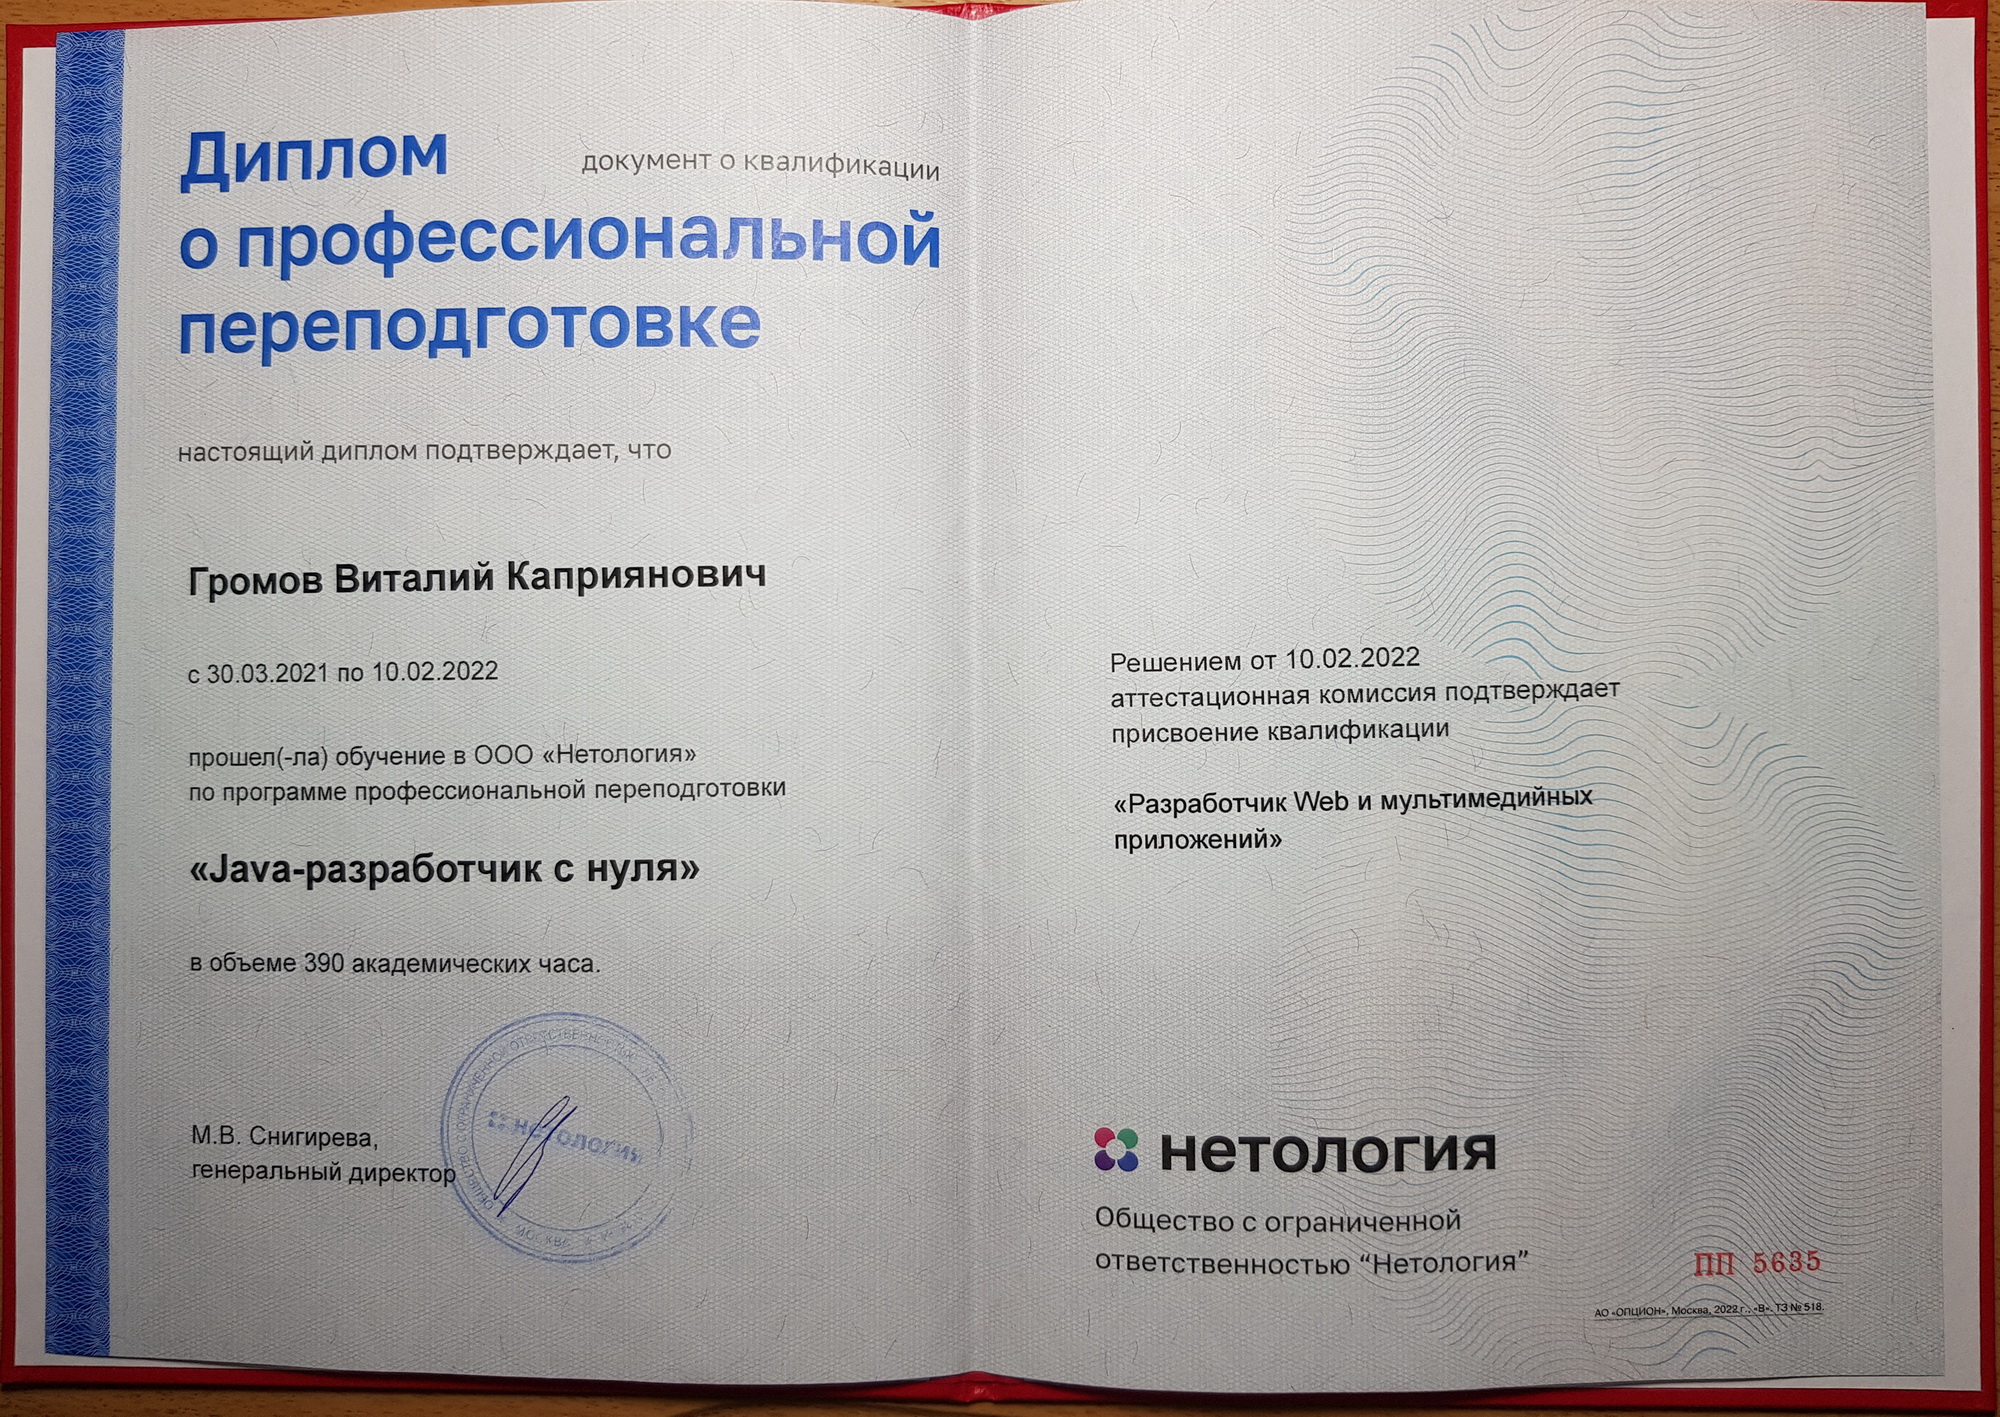 Диплом
документ о квалификации
о профессиональной
переподготовке
настоящий диплом подтверждает, что
Громов Виталий Каприянович
с 30.03.2021 по 10.02.2022
прошел(-ла) обучение в ООО «Нетология»
по программе профессиональной переподготовки
«Java-разработчик с нуля»
в объеме 390 академических часа.
М.В. Снигирева,
генеральный директор
ОБЩЕСТВО С ОГРАНИЧЕННОЙ ОТВЕТСТВЕННОСТЬЮ
нетология
МОСКВА
Решением от 10.02.2022
аттестационная комиссия подтверждает
присвоение квалификации
«Разработчик Web и мультимедийных
приложений»
нетология
Общество с ограниченной
ответственностью “Нетология”
ПП 5635
АО «ОПЦИОН», Москва, 2022 г., «В». ТЗ № 518.